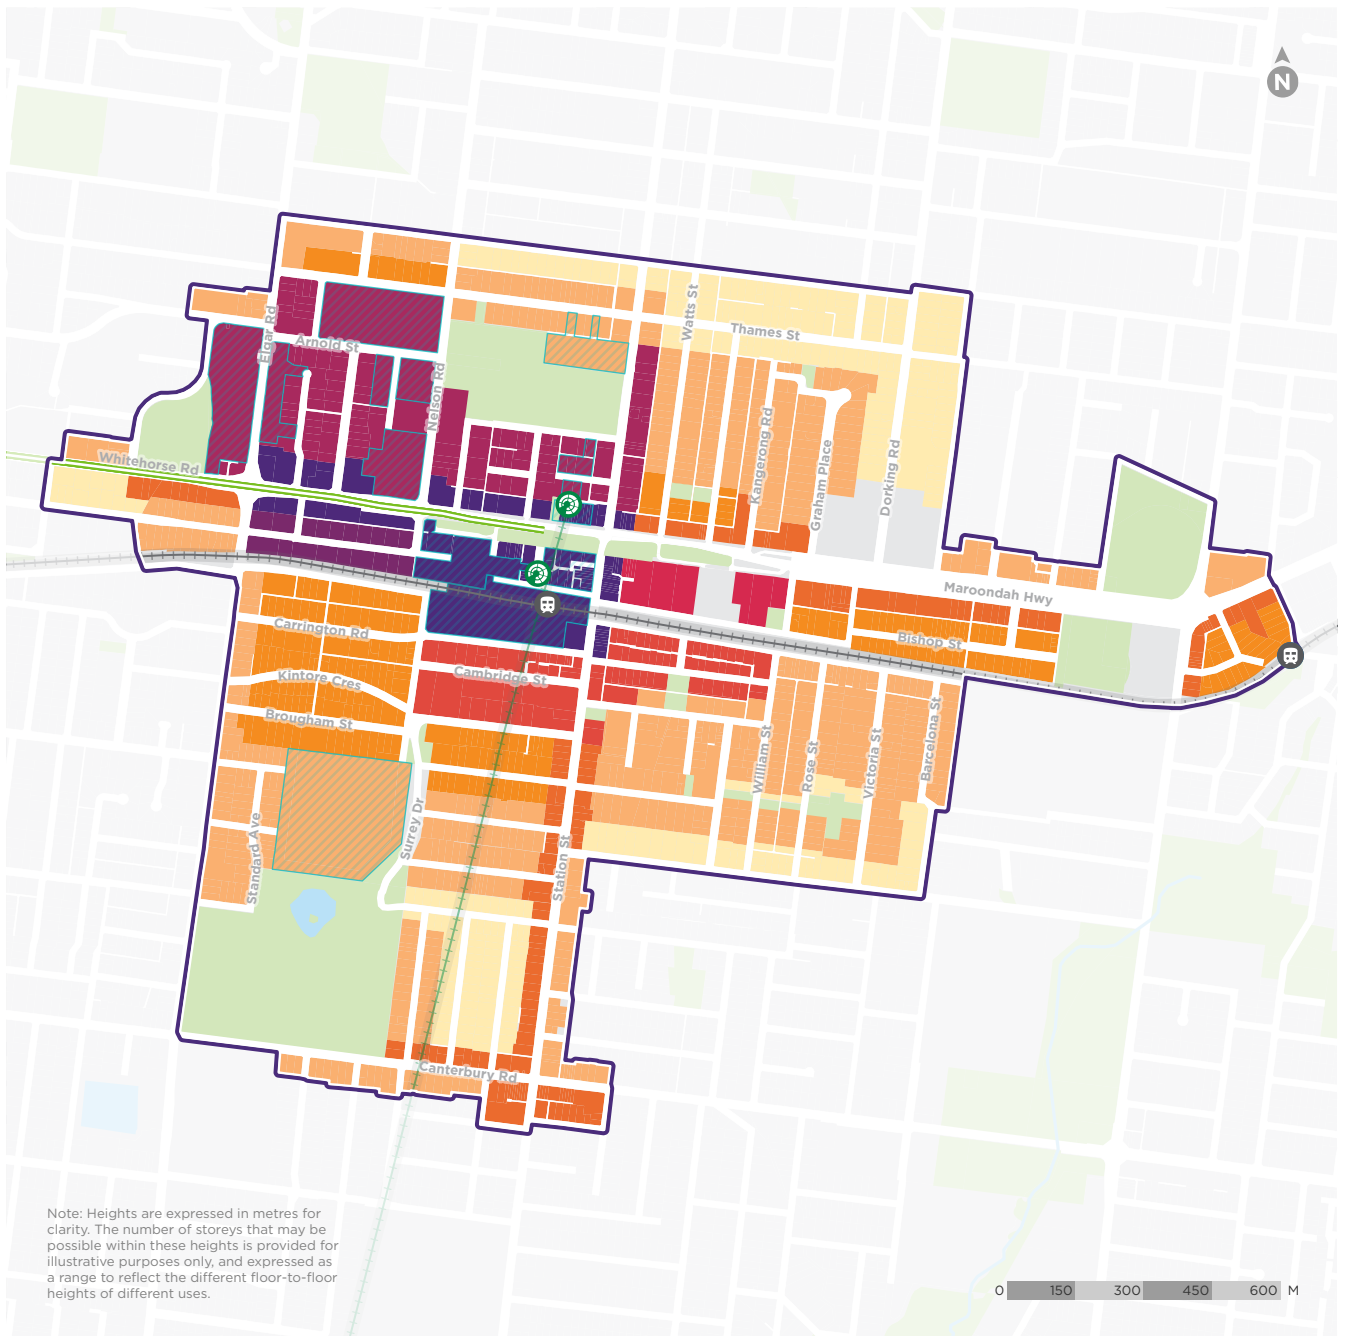 N
Watts St
Thames St
Elgar Rd
Arnold St
Nelson Rd
Kangerong Rd
Graham Place
Dorking Rd
Whitehorse Rd
Maroondah Hwy
Carrington Rd
Bishop St
Cambridge St
Kintore Cres
Brougham St
William St
Rose St
Victoria St
Barcelona St
Surrey Dr
Standard Ave
Station St
Canterbury Rd
Note: Heights are expressed in metres for
clarity. The number of storeys that may be
possible within these heights is provided for
illustrative purposes only, and expressed as
a range to reflect the different floor-to-floor
heights of different uses.
0 150 300 450 600 M